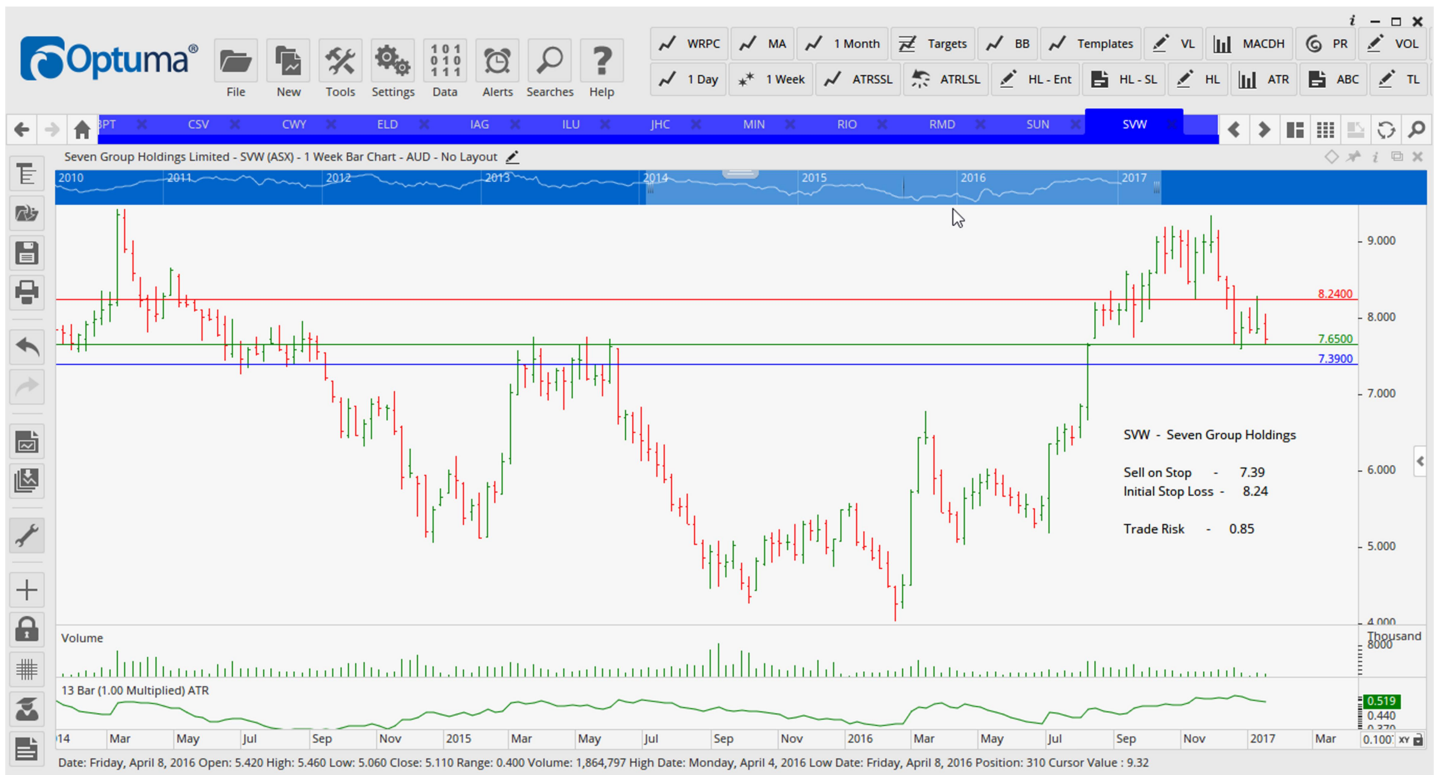 Optuma®
File
New
Tools
Settings
Data
Alerts
Searches
Help
WRPC MA 1 Month Targets BB Templates VL MACDH PR VOL
1 Day 1 Week ATRSSL ATRLSL HL - Ent HL - SL HL ATR ABC TL
CSV CWY ELD IAG ILU JHC MIN RIO RMD SUN SVW
Seven Group Holdings Limited - SVW (ASX) - 1 Week Bar Chart - AUD - No Layout
2010 2011 2012 2013 2014 2015 2016 2017
9.000
8.2400
8.000
7.6500
7.3900
7.000
SVW - Seven Group Holdings
6.000
Sell on Stop - 7.39
Initial Stop Loss - 8.24
Trade Risk - 0.85
5.000
4.000
Volume
Thousand
8000
13 Bar (1.00 Multiplied) ATR
0.519
0.440
14 Mar May Jul Sep Nov 2015 Mar May Jul Sep Nov 2016 Mar May Jul Sep Nov 2017 Mar 0.100 XY
Date: Friday, April 8, 2016 Open: 5.420 High: 5.460 Low: 5.060 Close: 5.110 Range: 0.400 Volume: 1,864,797 High Date: Monday, April 4, 2016 Low Date: Friday, April 8, 2016 Position: 310 Cursor Value : 9.32